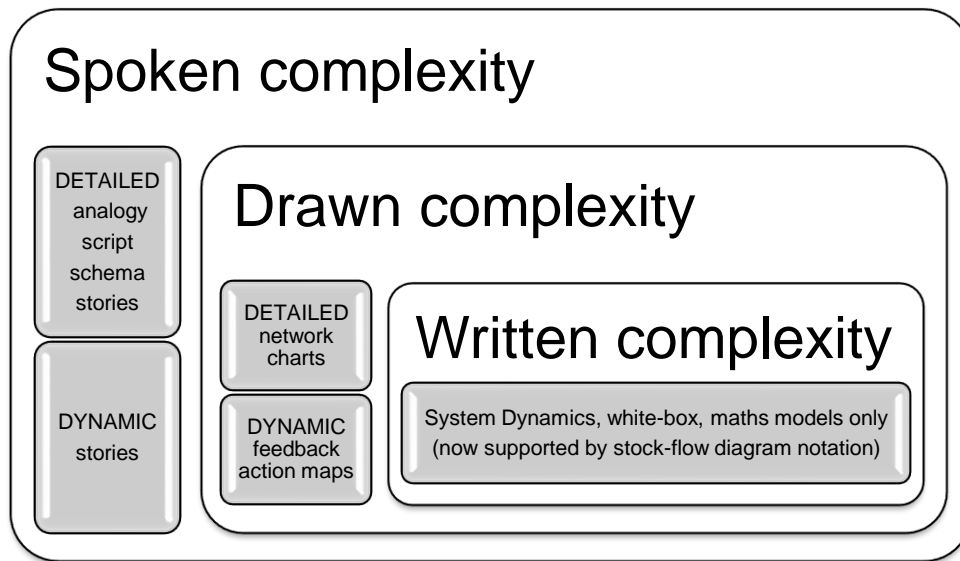 Spoken complexity
DETAILED
analogy
script
schema
stories
DYNAMIC
stories
Drawn complexity
DETAILED
network
charts
DYNAMIC
feedback
action maps
Written complexity
System Dynamics, white-box, maths models only
(now supported by stock-flow diagram notation)